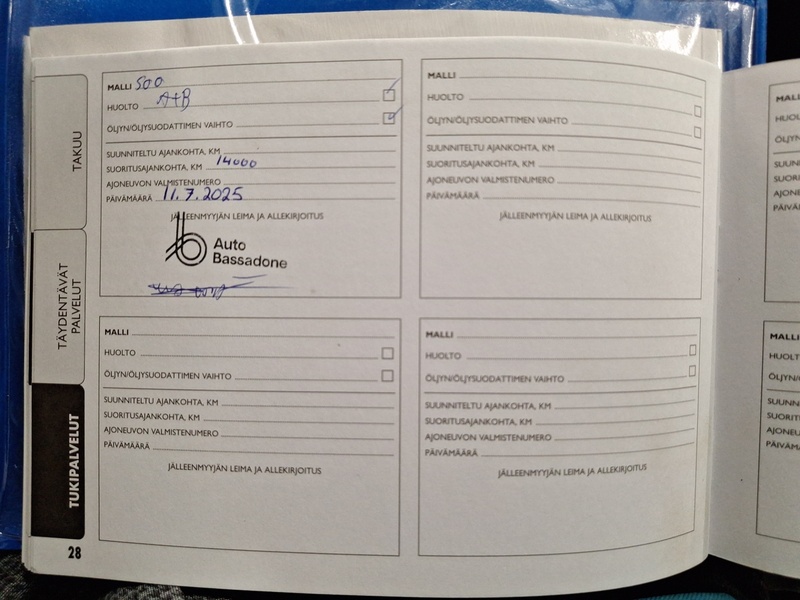 TAKUU
TÄYDENTÄVÄT
PALVELUT
TUKIPALVELUT
28
MALLI 500
HUOLTO A+B
ÖLJYN/ÖLJYSUODATTIMEN VAIHTO
SUUNNITELTU AJANKOHTA, KM
SUORITUSAJANKOHTA, KM 14000
AJONEUVON VALMISTENUMERO
PÄIVÄMÄÄRÄ 11.7.2025
JÄLLEENMYYJÄN LEIMA JA ALLEKIRJOITUS
Auto
Bassadone
MALLI
HUOLTO
ÖLJYN/ÖLJYSUODATTIMEN VAIHTO
SUUNNITELTU AJANKOHTA, KM
SUORITUSAJANKOHTA, KM
AJONEUVON VALMISTENUMERO
PÄIVÄMÄÄRÄ
JÄLLEENMYYJÄN LEIMA JA ALLEKIRJOITUS
MALLI
HUOLTO
ÖLJYN/ÖLJYSUODATTIMEN VAIHTO
SUUNNITELTU AJANKOHTA, KM
SUORITUSAJANKOHTA, KM
AJONEUVON VALMISTENUMERO
PÄIVÄMÄÄRÄ
JÄLLEENMYYJÄN LEIMA JA ALLEKIRJOITUS
MALLI
HUOLTO
ÖLJYN/ÖLJYSUODATTIMEN VAIHTO
SUUNNITELTU AJANKOHTA, KM
SUORITUSAJANKOHTA, KM
AJONEUVON VALMISTENUMERO
PÄIVÄMÄÄRÄ
JÄLLEENMYYJÄN LEIMA JA ALLEKIRJOITUS